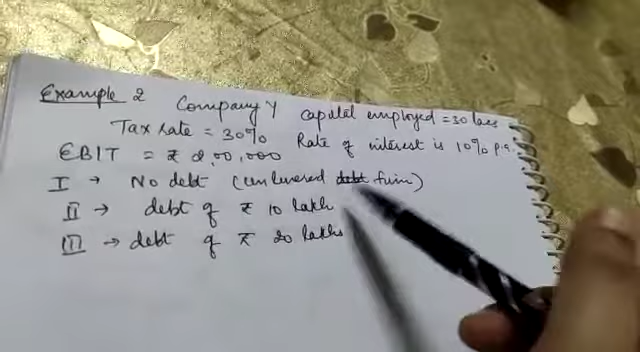 Example 2 Company Y capital employed = 30 lacs
Tax rate = 30% Rate of interest is 10% p.a.
EBIT = ₹ 2,00,000
I → No debt (unlevered debt firm)
II → debt of ₹ 10 lakh
III → debt of ₹ 20 lakhs